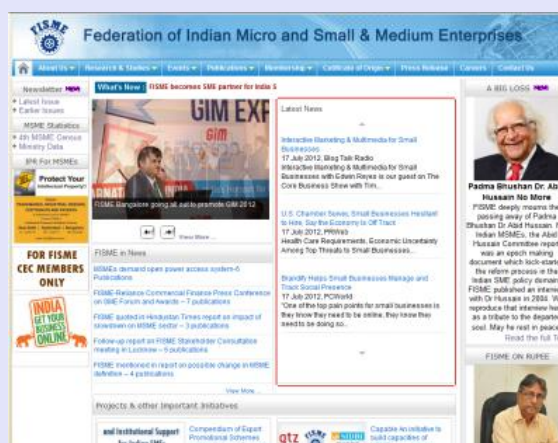 FISME
Federation of Indian Micro and Small & Medium Enterprises
About Us
Research & Studies
Events
Publications
Membership
Certificate of Origin
Press Release
Careers
Contact Us
Newsletter NEW
Latest Issue
Earlier Issues
MSME Statistics
4th MSME Census
Ministry Data
IPR For MSMEs
Protect Your
Intellectual Property!
FOR FISME
CEC MEMBERS
ONLY
INDIA
GET YOUR
BUSINESS
ONLINE
What's New :
FISME becomes SME partner for India S
GIM EXP
Gim
FISME Bangalore going all out to promote GIM 2012
View More ...
FISME in News
MSMEs demand open power access system-6
Publications
FISME-Reliance Commercial Finance Press Conference
on SME Forum and Awards – 7 publications
FISME quoted in Hindustan Times report on impact of
slowdown on MSME sector – 3 publications
Follow-up report on FISME Stakeholder Consultation
meeting in Lucknow – 9 publications
FISME mentioned in report on possible change in MSME
definition – 4 publications
View More ...
Latest News
Interactive Marketing & Multimedia for Small
Businesses
17 July 2012, Blog Talk Radio
Interactive Marketing & Multimedia for Small
Businesses with Edwin Reyes is our guest on The
Core Business Show with Tim...
U.S. Chamber Survey, Small Businesses Hesitant
to Hire, Say the Economy Is Off Track
17 July 2012, PRWeb
Health Care Requirements, Economic Uncertainty
Among Top Threats to Small Businesses...
Brandify Helps Small Businesses Manage and
Track Social Presence
17 July 2012, PCWorld
"One of the top pain points for small businesses is
they know they need to be online, they know they
need to be doing so...
A BIG LOSS NEW
Padma Bhushan Dr. Abid
Hussain No More
FISME deeply mourns the
passing away of Padma
Bhushan Dr Abid Hussain.
Indian MSMEs, the Abid
Hussain Committee report
was an epoch making
document which kick-started
the reform process in the
Indian SME policy domain.
FISME published an interview
with Dr Hussain in 2004.
reproduce that interview here
as a tribute to the departed
soul. May he rest in peace
Read the full
FISME ON RUPEE
Projects & other Important Initiatives
and Institutional Support
Compendium of Export
Promotional Schemes
gtz
FISME
SIDBI
Capable An initiative to
build capacities of